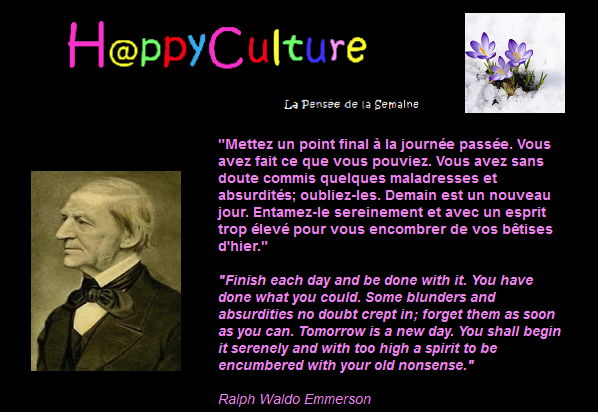 H@ppyCulture
La Pensée de la Semaine
"Mettez un point final à la journée passée. Vous
avez fait ce que vous pouviez. Vous avez sans
doute commis quelques maladresses et
absurdités; oubliez-les. Demain est un nouveau
jour. Entamez-le sereinement et avec un esprit
trop élevé pour vous encombrer de vos bêtises
d'hier."
"Finish each day and be done with it. You have
done what you could. Some blunders and
absurdities no doubt crept in; forget them as soon
as you can. Tomorrow is a new day. You shall begin
it serenely and with too high a spirit to be
encumbered with your old nonsense."
Ralph Waldo Emmerson